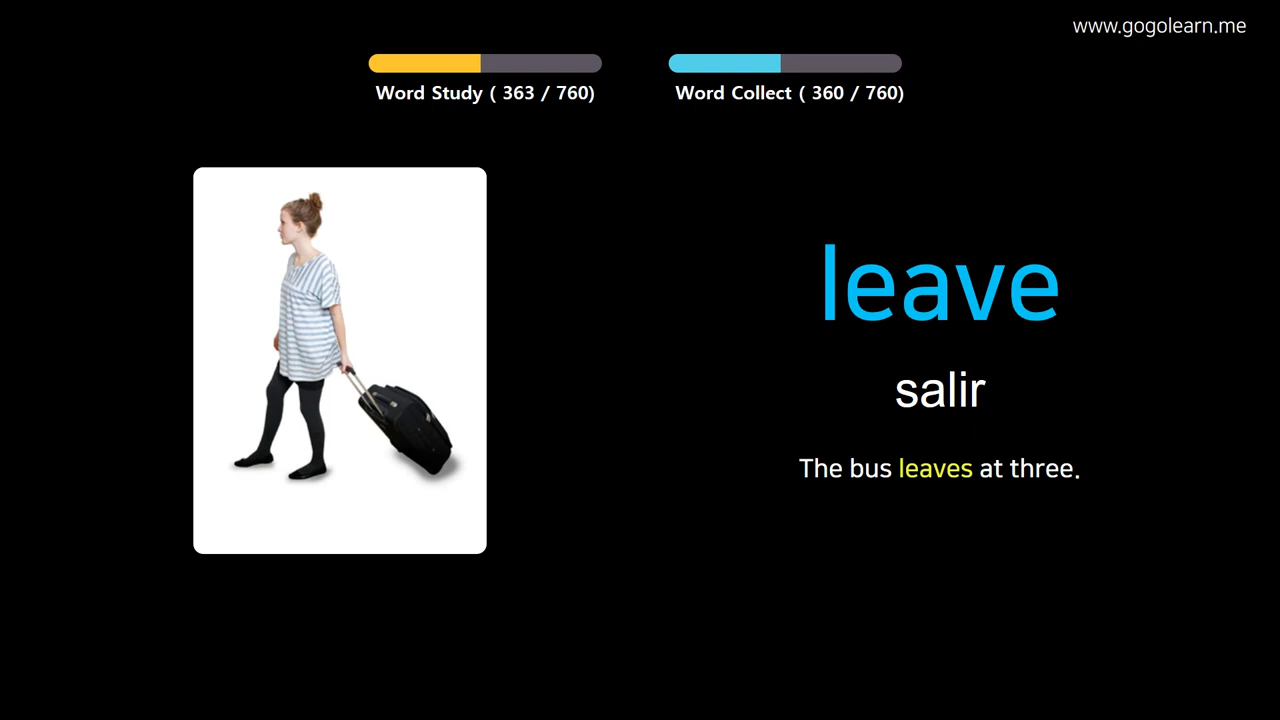 www.gogolearn.me
Word Study ( 363 / 760)
Word Collect ( 360 / 760)
leave
salir
The bus leaves at three.